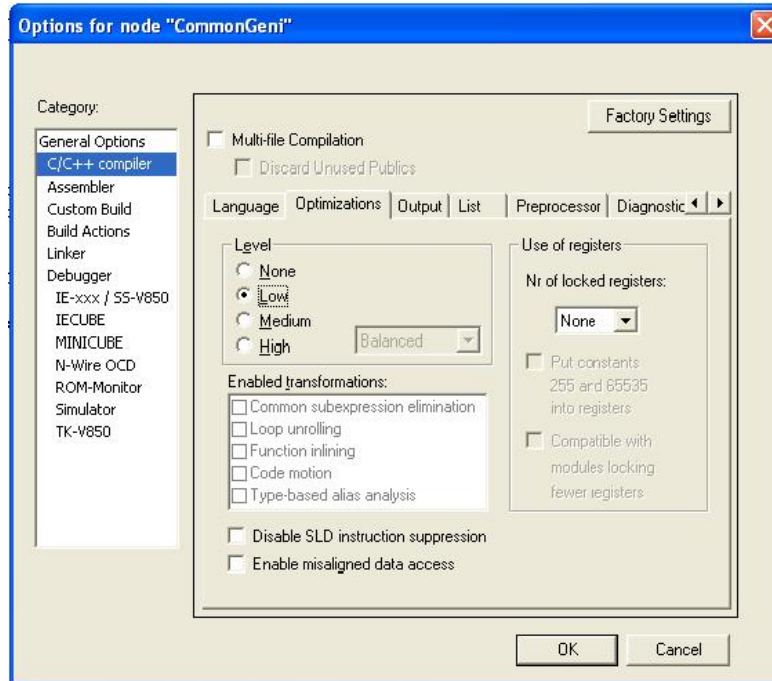 Options for node "CommonGeni"
Category:
General Options
C/C++ compiler
Assembler
Custom Build
Build Actions
Linker
Debugger
IE-xxx / SS-V850
IECUBE
MINICUBE
N-Wire OCD
ROM-Monitor
Simulator
TK-V850
Factory Settings
Multi-file Compilation
Discard Unused Publics
Language
Optimizations
Output
List
Preprocessor
Diagnostic
Level
None
Low
Medium
High
Balanced
Enabled transformations:
Common subexpression elimination
Loop unrolling
Function inlining
Code motion
Type-based alias analysis
Disable SLD instruction suppression
Enable misaligned data access
Use of registers
Nr of locked registers:
None
Put constants
255 and 65535
into registers
Compatible with
modules locking
fewer registers
OK
Cancel